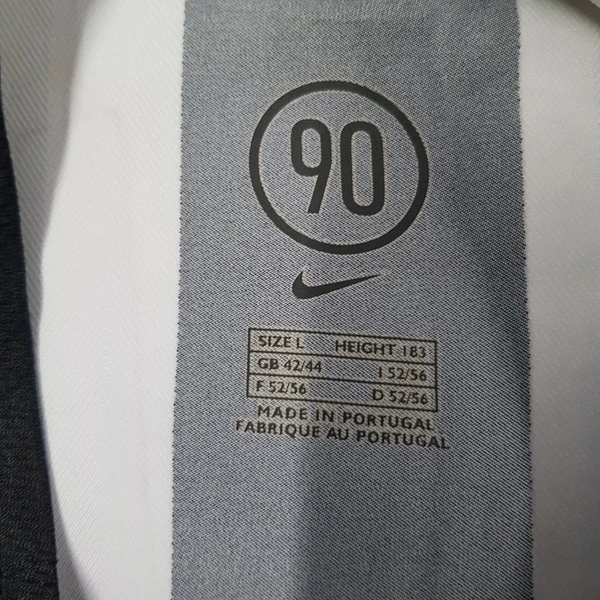 90
SIZE L HEIGHT 183
GB 42/44 I 52/56
F 52/56 D 52/56
MADE IN PORTUGAL
FABRIQUE AU PORTUGAL